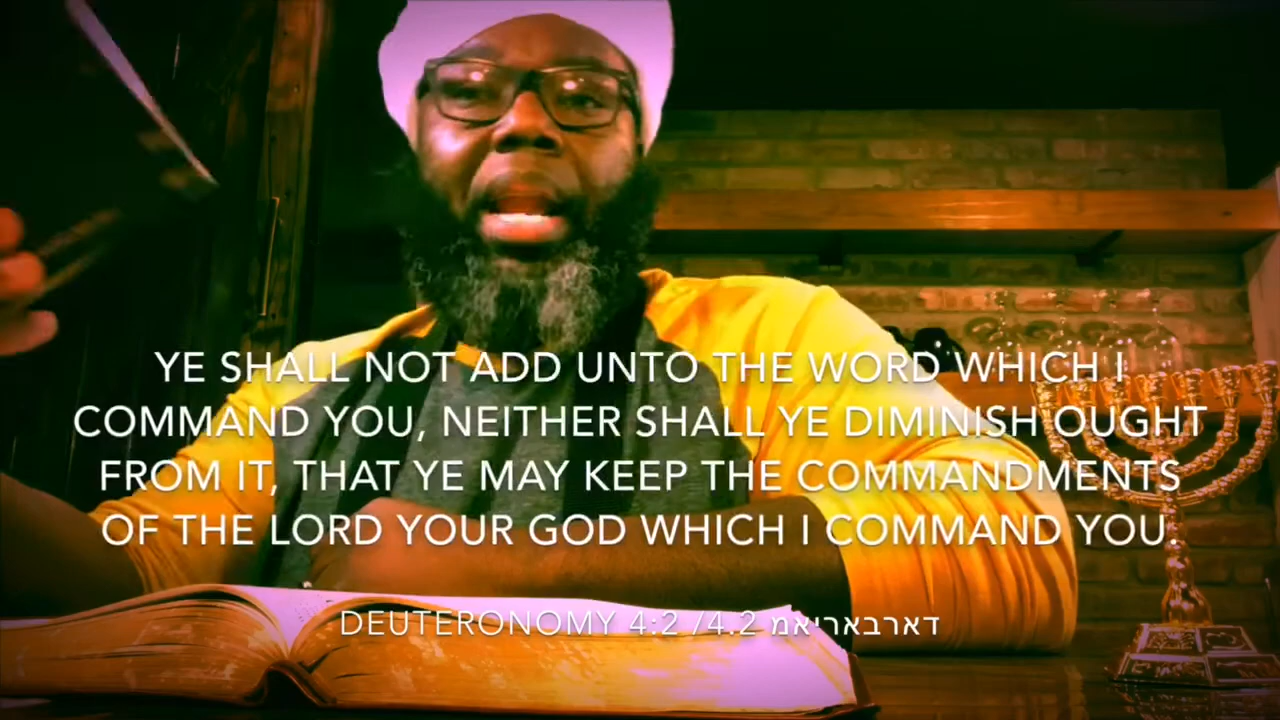 YE SHALL NOT ADD UNTO THE WORD WHICH I
COMMAND YOU, NEITHER SHALL YE DIMINISH OUGHT
FROM IT, THAT YE MAY KEEP THE COMMANDMENTS
OF THE LORD YOUR GOD WHICH I COMMAND YOU.
DEUTERONOMY 4:2 /4.2 דארבאריאמ